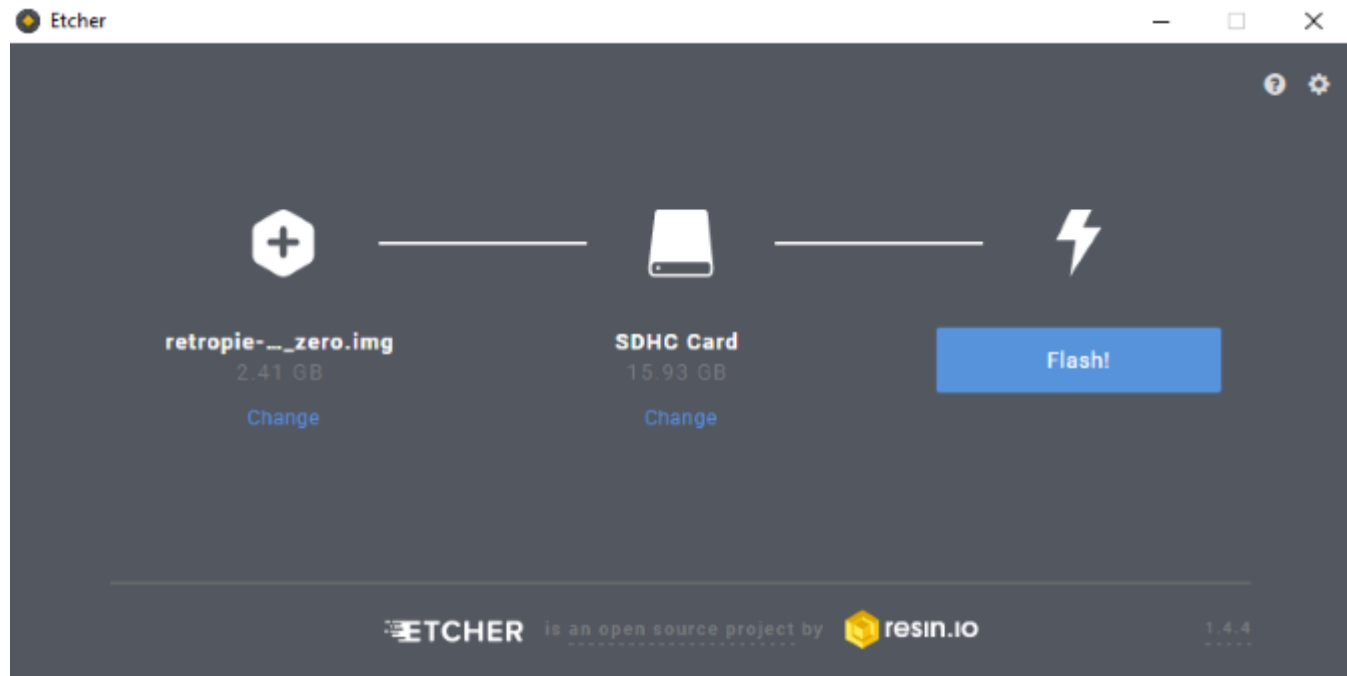 Etcher
retropie-..._zero.img
2.41 GB
Change
SDHC Card
15.93 GB
Change
Flash!
ETCHER is an open source project by resin.io
1.4.4